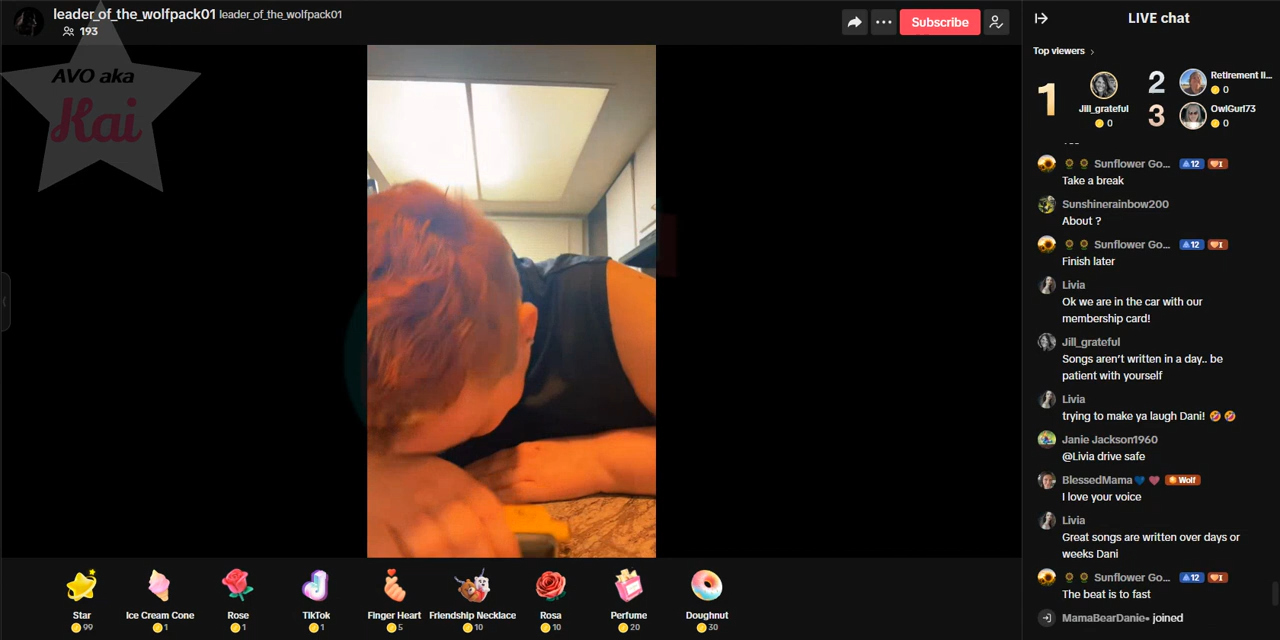 leader_of_the_wolfpack01 leader_of_the_wolfpack01
193
Subscribe
LIVE chat
AVO aka
Kai
Top viewers
1
Jill_grateful
0
2
Retirement li...
0
3
OwlGurl73
0
Sunflower Go... 12 I
Take a break
Sunshinerainbow200
About ?
Sunflower Go... 12 I
Finish later
Livia
Ok we are in the car with our
membership card!
Jill_grateful
Songs aren't written in a day.. be
patient with yourself
Livia
trying to make ya laugh Dani! 🤣 🤣
Janie Jackson1960
@Livia drive safe
BlessedMama💙 💜 Wolf
I love your voice
Livia
Great songs are written over days or
weeks Dani
Sunflower Go... 12 I
The beat is to fast
MamaBearDanie• joined
Star
99
Ice Cream Cone
1
Rose
1
TikTok
1
Finger Heart
5
Friendship Necklace
10
Rosa
10
Perfume
20
Doughnut
30